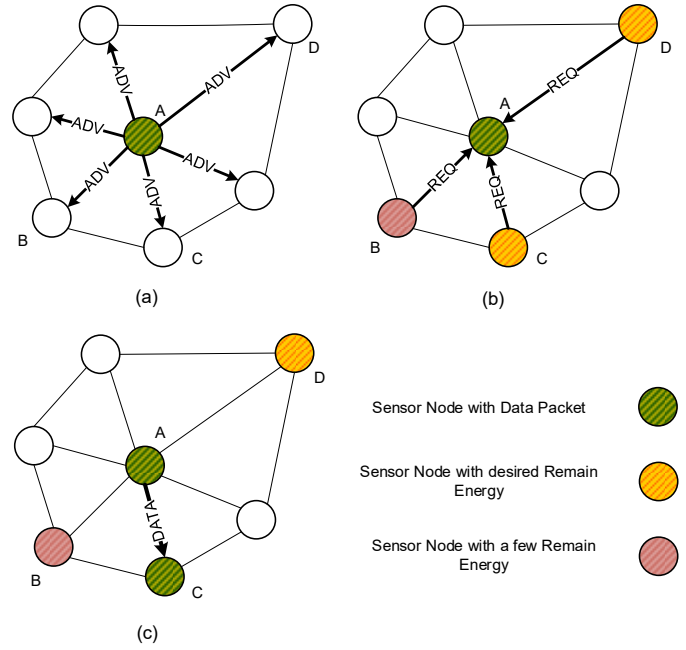 D
ADV
ADV
A
ADV
ADV
ADV
ADV
B
C
(a)
D
REQ
A
REQ
REQ
B
C
(b)
D
A
DATA
B
C
(c)
Sensor Node with Data Packet
Sensor Node with desired Remain
Energy
Sensor Node with a few Remain
Energy